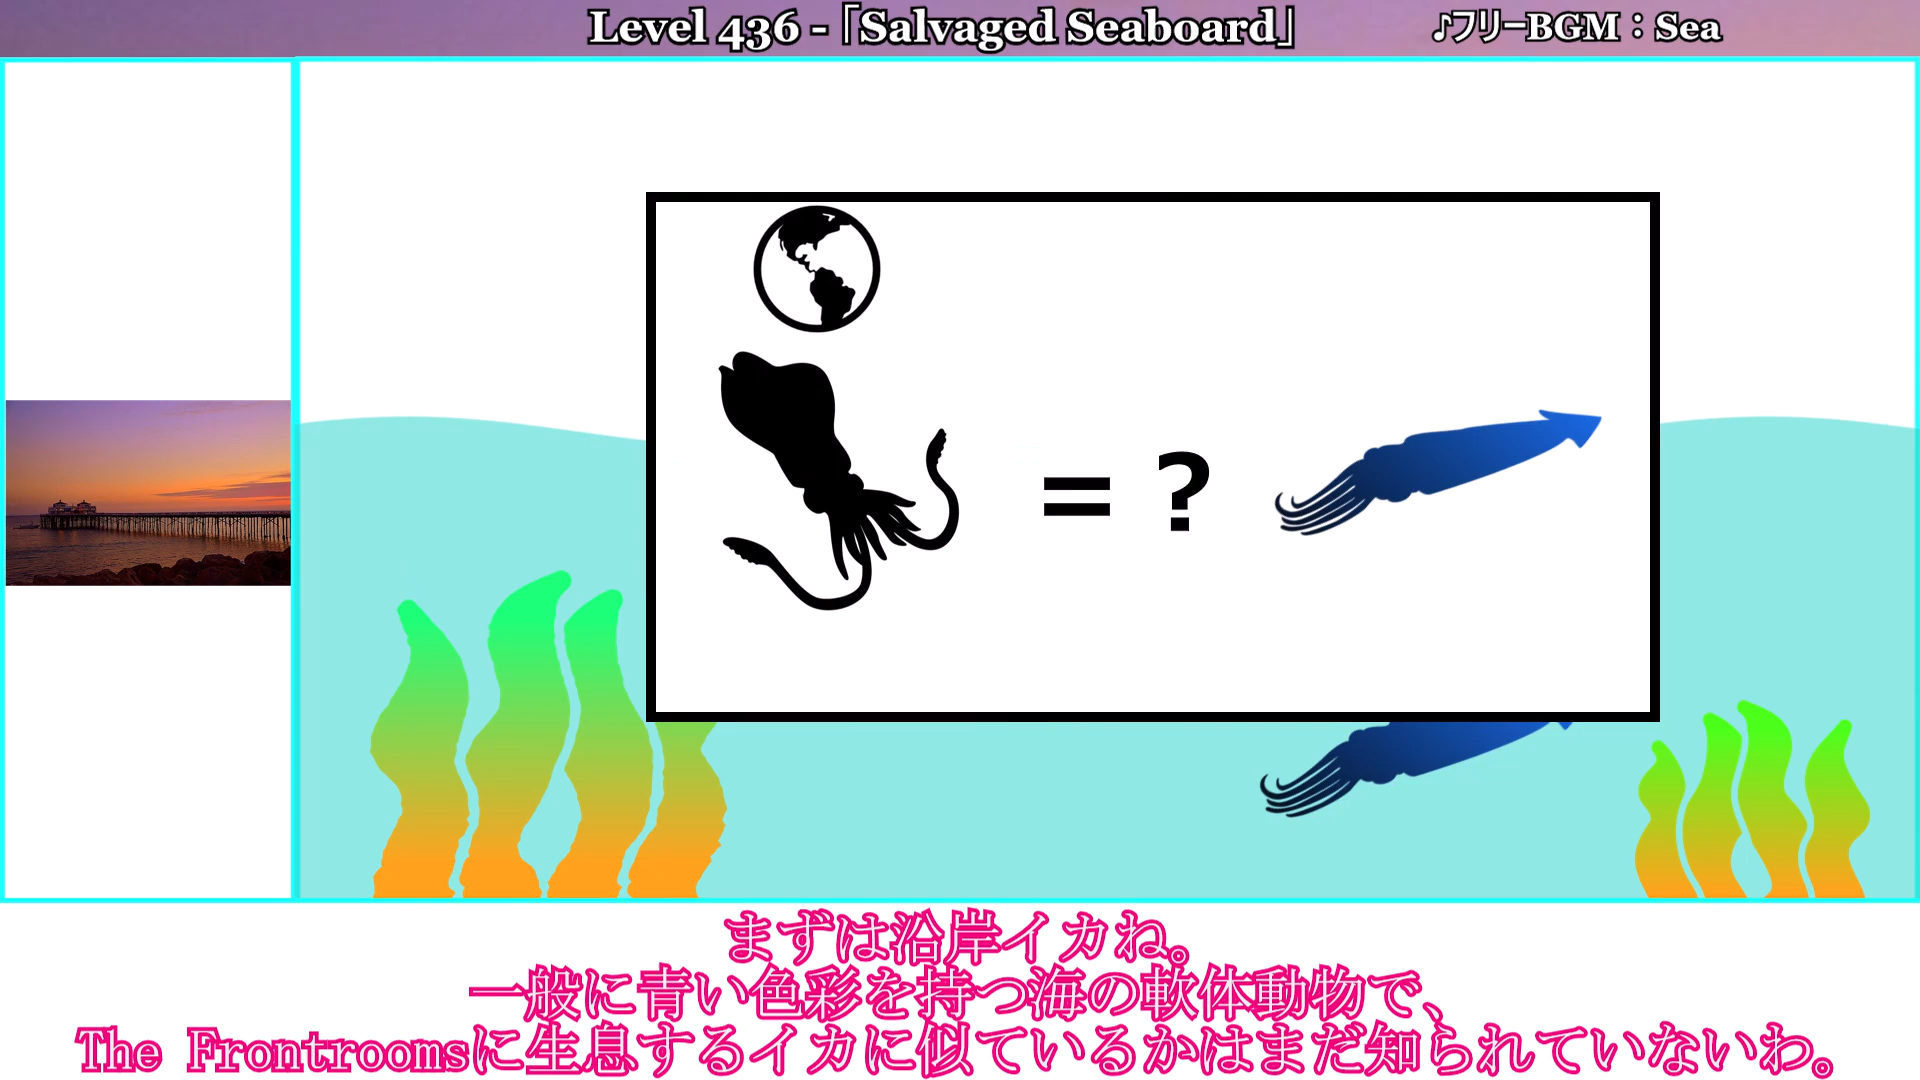 Level 436 -「Salvaged Seaboard」
♪フリーBGM：Sea
= ?
まずは沿岸イカね。
一般に青い色彩を持つ海の軟体動物で、
The Frontroomsに生息するイカに似ているかはまだ知られていないわ。